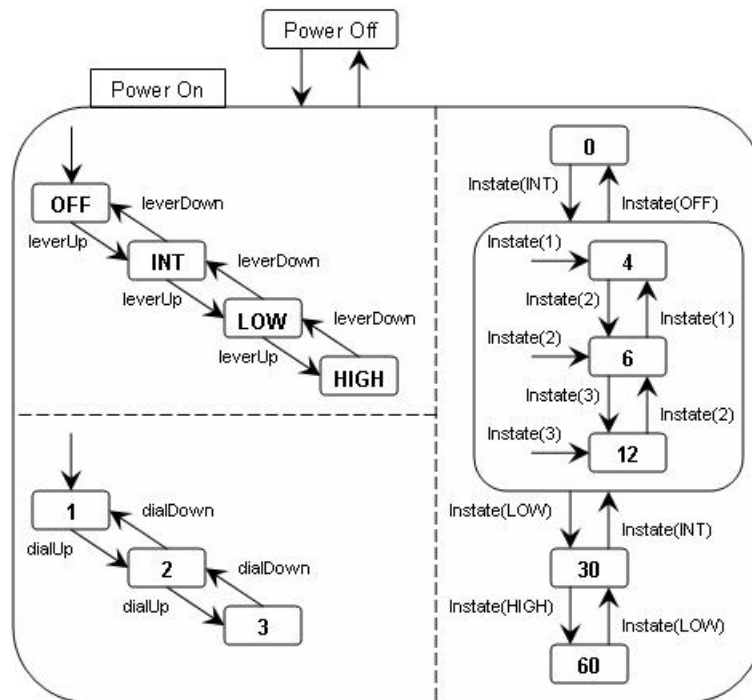 Power Off
Power On
OFF
leverDown
leverUp
INT
leverDown
leverUp
LOW
leverDown
leverUp
HIGH
1
dialDown
dialUp
2
dialDown
dialUp
3
0
Instate(INT)
Instate(OFF)
Instate(1)
4
Instate(2)
Instate(1)
Instate(2)
6
Instate(3)
Instate(2)
Instate(3)
12
Instate(LOW)
Instate(INT)
30
Instate(HIGH)
Instate(LOW)
60